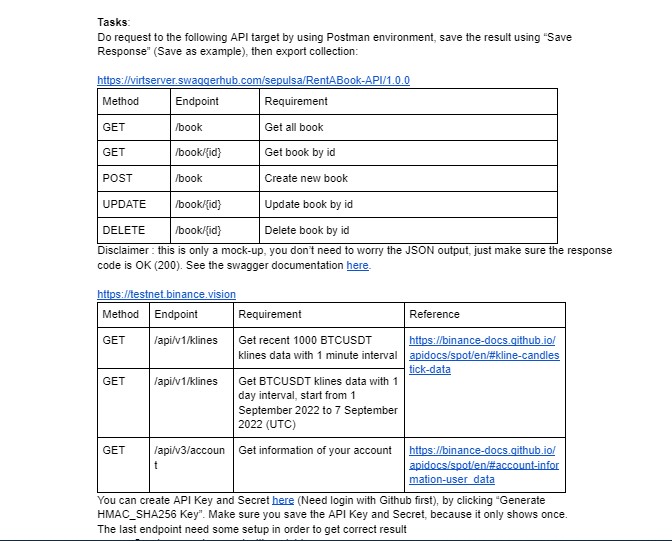 Tasks:
Do request to the following API target by using Postman environment, save the result using “Save
Response” (Save as example), then export collection:
https://virtserver.swaggerhub.com/sepulsa/RentABook-API/1.0.0
Method Endpoint Requirement
GET /book Get all book
GET /book/{id} Get book by id
POST /book Create new book
UPDATE /book/{id} Update book by id
DELETE /book/{id} Delete book by id
Disclaimer : this is only a mock-up, you don’t need to worry the JSON output, just make sure the response
code is OK (200). See the swagger documentation here.
https://testnet.binance.vision
Method Endpoint Requirement Reference
GET /api/v1/klines Get recent 1000 BTCUSDT https://binance-docs.github.io/
klines data with 1 minute interval apidocs/spot/en/#kline-candles
tick-data
GET /api/v1/klines Get BTCUSDT klines data with 1
day interval, start from 1
September 2022 to 7 September
2022 (UTC)
GET /api/v3/accoun Get information of your account https://binance-docs.github.io/
t apidocs/spot/en/#account-infor
mation-user_data
You can create API Key and Secret here (Need login with Github first), by clicking “Generate
HMAC_SHA256 Key”. Make sure you save the API Key and Secret, because it only shows once.
The last endpoint need some setup in order to get correct result